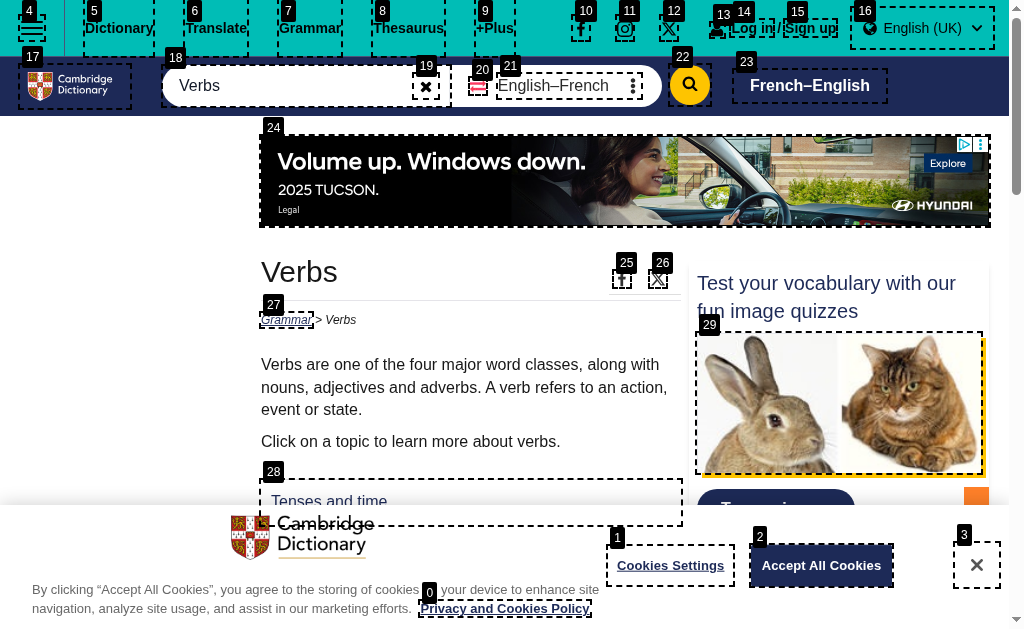 4 5 6 7 8 9 10 11 12 13 14 15 16
Dictionary Translate Grammar Thesaurus +Plus Log in / Sign up English (UK)
17 18 19 20 21 22 23
Cambridge
Dictionary
Verbs English–French French–English
24
Volume up. Windows down.
2025 TUCSON.
Legal
Explore
HYUNDAI
Verbs
25 26
27
Grammar > Verbs
Verbs are one of the four major word classes, along with
nouns, adjectives and adverbs. A verb refers to an action,
event or state.
Click on a topic to learn more about verbs.
28
Tenses and time
Test your vocabulary with our
fun image quizzes
29
Cambridge
Dictionary
By clicking “Accept All Cookies”, you agree to the storing of cookies 0 your device to enhance site
navigation, analyze site usage, and assist in our marketing efforts. Privacy and Cookies Policy
1 2 3
Cookies Settings Accept All Cookies